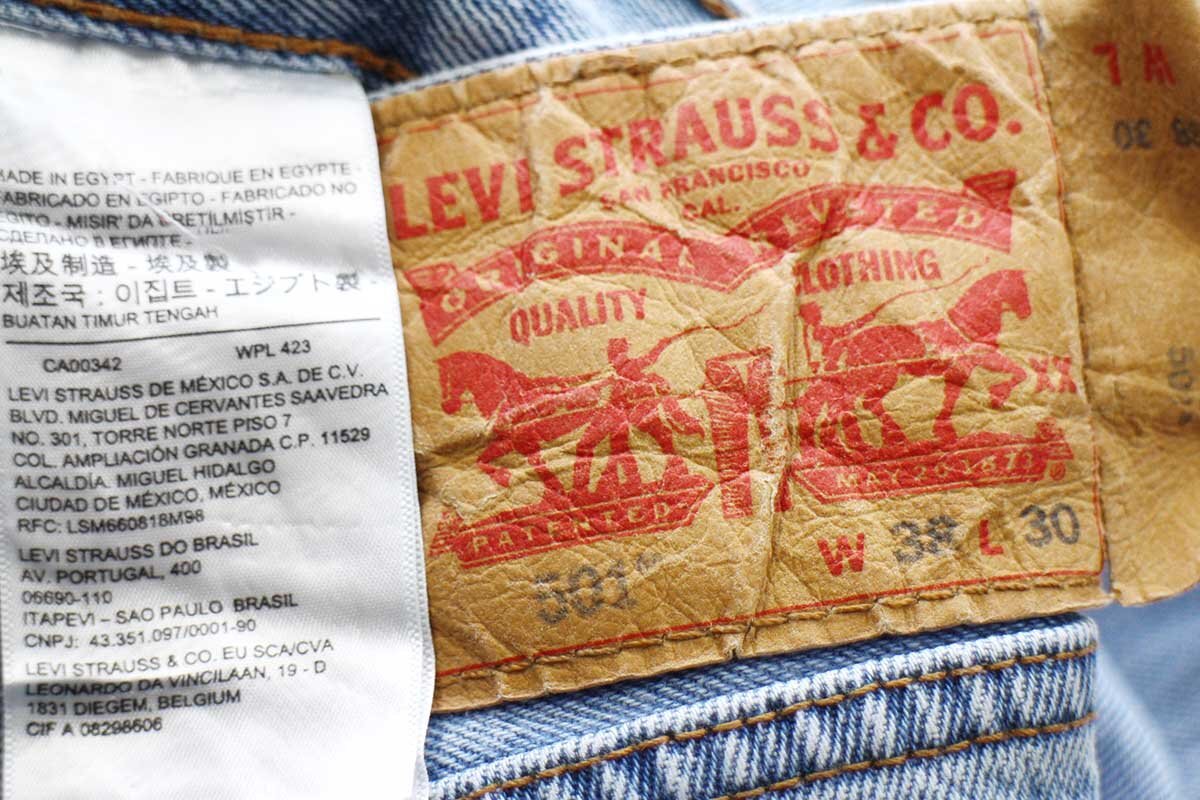 MADE IN EGYPT - FABRIQUE EN EGYPTE -
FABRICADO EN EGIPTO - FABRICADO NO
EGITO - MISIR' DA ÜRETİLMİŞTİR -
СДЕЛАНО В ЕГИПТЕ -
埃及制造 - 埃及製
제조국 : 이집트 - エジプト製 -
BUATAN TIMUR TENGAH
CA00342 WPL 423
LEVI STRAUSS DE MÉXICO S.A. DE C.V.
BLVD. MIGUEL DE CERVANTES SAAVEDRA
NO. 301, TORRE NORTE PISO 7
COL. AMPLIACIÓN GRANADA C.P. 11529
ALCALDÍA. MIGUEL HIDALGO
CIUDAD DE MÉXICO, MÉXICO
RFC: LSM660818M98
LEVI STRAUSS DO BRASIL
AV. PORTUGAL, 400
06690-110
ITAPEVI - SAO PAULO BRASIL
CNPJ: 43.351.097/0001-90
LEVI STRAUSS & CO. EU SCA/CVA
LEONARDO DA VINCILAAN, 19 - D
1831 DIEGEM, BELGIUM
CIF A 08298606
LEVI STRAUSS & CO.
SAN FRANCISCO
CAL.
ORIGINAL RIVETED
QUALITY CLOTHING
XX
PATENTED MAY 20 1873 ®
501® W L 30
W L
30